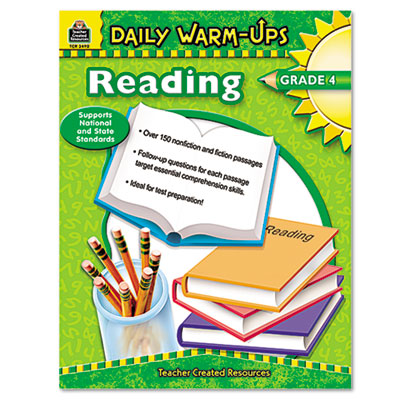 Teacher
Created
Resources
TCR 3490
DAILY WARM-UPS
Reading
GRADE 4
Supports
National and State
Standards
• Over 150 nonfiction and fiction passages
• Follow-up questions for each passage
target essential comprehension skills.
• Ideal for test preparation!
Reading
Teacher Created Resources